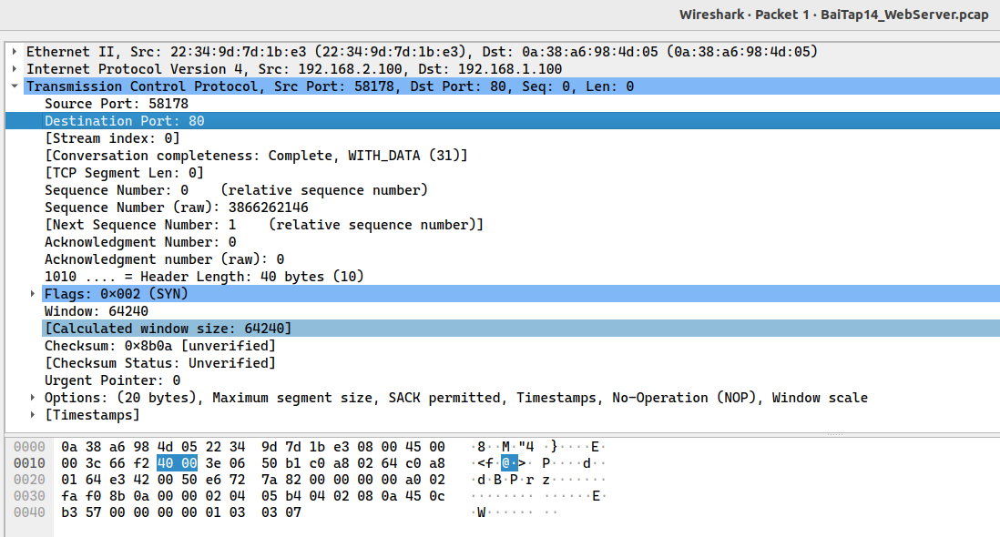 Wireshark · Packet 1 · BaiTap14_WebServer.pcap
Ethernet II, Src: 22:34:9d:7d:1b:e3 (22:34:9d:7d:1b:e3), Dst: 0a:38:a6:98:4d:05 (0a:38:a6:98:4d:05)
Internet Protocol Version 4, Src: 192.168.2.100, Dst: 192.168.1.100
Transmission Control Protocol, Src Port: 58178, Dst Port: 80, Seq: 0, Len: 0
Source Port: 58178
Destination Port: 80
[Stream index: 0]
[Conversation completeness: Complete, WITH_DATA (31)]
[TCP Segment Len: 0]
Sequence Number: 0    (relative sequence number)
Sequence Number (raw): 3866262146
[Next Sequence Number: 1    (relative sequence number)]
Acknowledgment Number: 0
Acknowledgment number (raw): 0
1010 .... = Header Length: 40 bytes (10)
Flags: 0x002 (SYN)
Window: 64240
[Calculated window size: 64240]
Checksum: 0x8b0a [unverified]
[Checksum Status: Unverified]
Urgent Pointer: 0
Options: (20 bytes), Maximum segment size, SACK permitted, Timestamps, No-Operation (NOP), Window scale
[Timestamps]
0000 0a 38 a6 98 4d 05 22 34 9d 7d 1b e3 08 00 45 00 ·8··M·"4 ·}····E·
0010 00 3c 66 f2 40 00 3e 06 50 b1 c0 a8 02 64 c0 a8 ·<f·@·>· P····d··
0020 01 64 e3 42 00 50 e6 72 7a 82 00 00 00 00 a0 02 ·d·B·P·r z·······
0030 fa f0 8b 0a 00 00 02 04 05 b4 04 02 08 0a 45 0c ········ ······E·
0040 b3 57 00 00 00 00 01 03 03 07 ·W······ ··